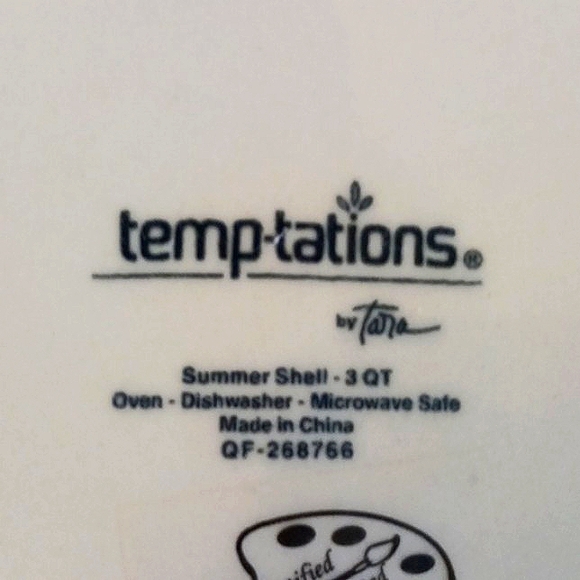 temp-tations®
by Tara
Summer Shell - 3 QT
Oven - Dishwasher - Microwave Safe
Made in China
QF-268766